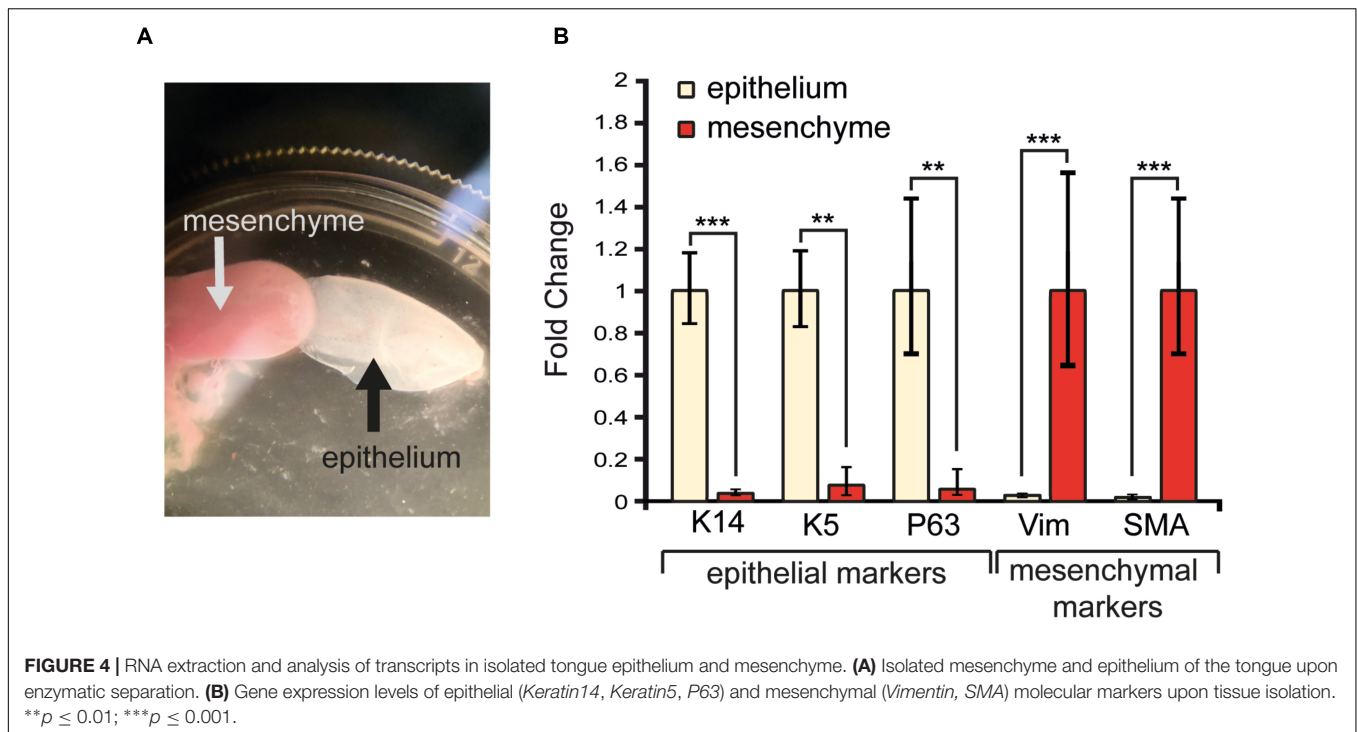 A
mesenchyme
12
epithelium
B
Fold Change
2
1.8
1.6
1.4
1.2
1
0.8
0.6
0.4
0.2
0
epithelium
mesenchyme
***
**
**
***
***
K14 K5 P63 Vim SMA
epithelial markers
mesenchymal
markers
FIGURE 4 | RNA extraction and analysis of transcripts in isolated tongue epithelium and mesenchyme. (A) Isolated mesenchyme and epithelium of the tongue upon
enzymatic separation. (B) Gene expression levels of epithelial (Keratin14, Keratin5, P63) and mesenchymal (Vimentin, SMA) molecular markers upon tissue isolation.
**p ≤ 0.01; ***p ≤ 0.001.